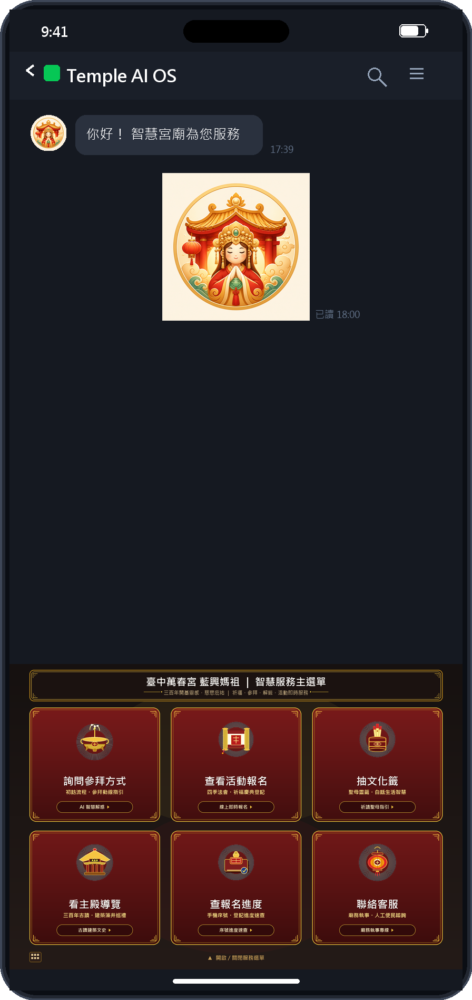 9:41
Temple AI OS
你好！ 智慧宮廟為您服務
17:39
已讀 18:00
臺中萬春宮 藍興媽祖 ｜ 智慧服務主選單
三百年開基靈感 · 慈悲庇祐 ｜ 祈福 · 參拜 · 解籤 · 活動即時服務
詢問參拜方式
初訪流程 · 參拜動線指引
AI 智慧解惑
查看活動報名
四季法會 · 祈福慶典登記
線上即時報名
抽文化籤
聖母靈籤 · 白話生活智慧
祈請聖母指引
看主殿導覽
三百年古蹟 · 建築藻井巡禮
古蹟建築文史
查報名進度
手機序號 · 登記進度速查
序號進度速查
聯絡客服
廟務執事 · 人工便民諮詢
廟務執事專線
▲ 開啟 / 關閉服務選單